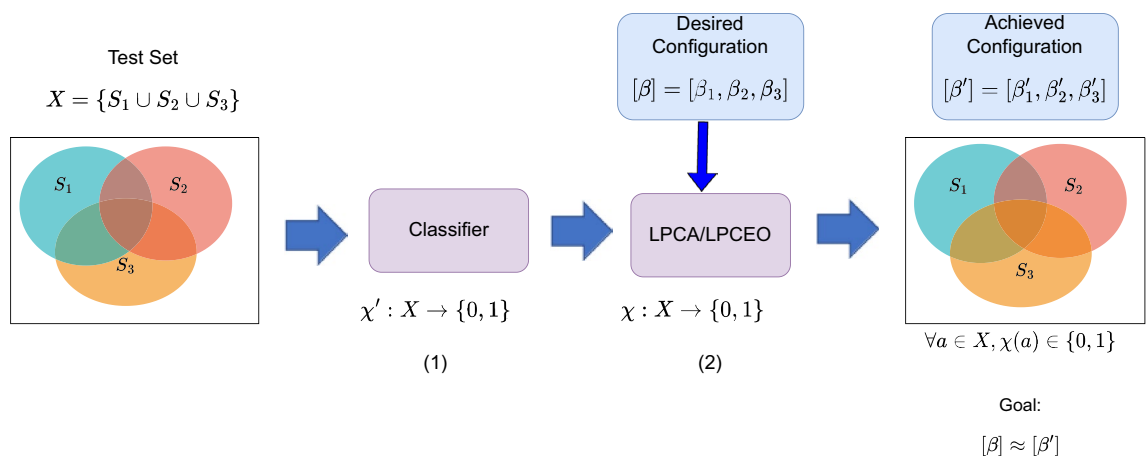 Test Set
X = {S₁ ∪ S₂ ∪ S₃}
S₁
S₂
S₃
Classifier
χ′ : X → {0, 1}
(1)
Desired
Configuration
[β] = [β₁, β₂, β₃]
LPCA/LPCEO
χ : X → {0, 1}
(2)
Achieved
Configuration
[β′] = [β′₁, β′₂, β′₃]
S₁
S₂
S₃
∀a ∈ X, χ(a) ∈ {0, 1}
Goal:
[β] ≈ [β′]